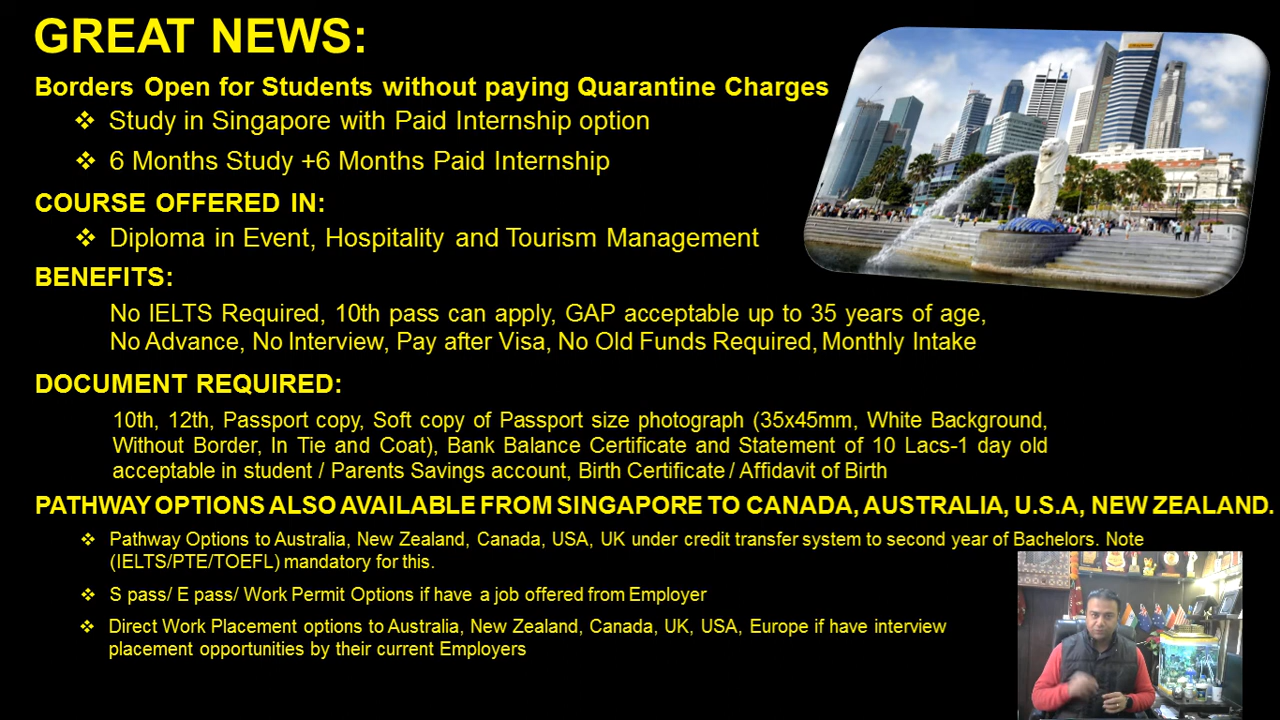 GREAT NEWS:
Borders Open for Students without paying Quarantine Charges
❖ Study in Singapore with Paid Internship option
❖ 6 Months Study +6 Months Paid Internship
COURSE OFFERED IN:
❖ Diploma in Event, Hospitality and Tourism Management
BENEFITS:
No IELTS Required, 10th pass can apply, GAP acceptable up to 35 years of age,
No Advance, No Interview, Pay after Visa, No Old Funds Required, Monthly Intake
DOCUMENT REQUIRED:
10th, 12th, Passport copy, Soft copy of Passport size photograph (35x45mm, White Background,
Without Border, In Tie and Coat), Bank Balance Certificate and Statement of 10 Lacs-1 day old
acceptable in student / Parents Savings account, Birth Certificate / Affidavit of Birth
PATHWAY OPTIONS ALSO AVAILABLE FROM SINGAPORE TO CANADA, AUSTRALIA, U.S.A, NEW ZEALAND.
❖ Pathway Options to Australia, New Zealand, Canada, USA, UK under credit transfer system to second year of Bachelors. Note
(IELTS/PTE/TOEFL) mandatory for this.
❖ S pass/ E pass/ Work Permit Options if have a job offered from Employer
❖ Direct Work Placement options to Australia, New Zealand, Canada, UK, USA, Europe if have interview
placement opportunities by their current Employers